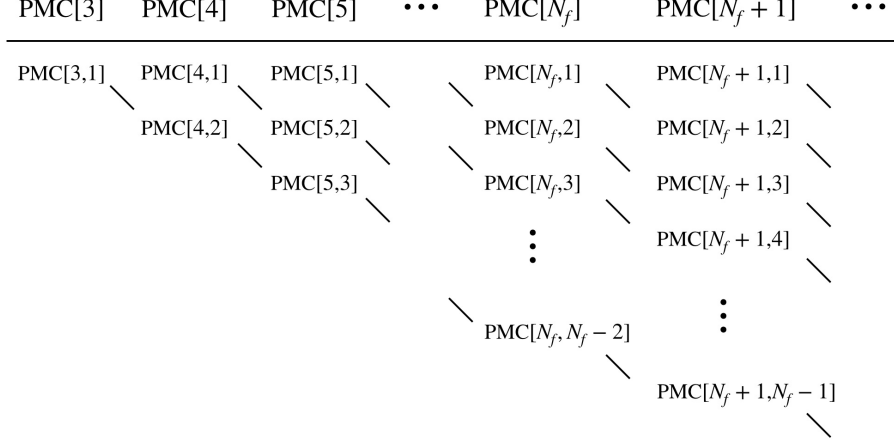 PMC[3] PMC[4] PMC[5] ••• PMC[N_f] PMC[N_f + 1] •••
PMC[3,1] PMC[4,1] PMC[5,1] PMC[N_f,1] PMC[N_f + 1,1]
PMC[4,2] PMC[5,2] PMC[N_f,2] PMC[N_f + 1,2]
PMC[5,3] PMC[N_f,3] PMC[N_f + 1,3]
PMC[N_f + 1,4]
PMC[N_f, N_f − 2]
PMC[N_f + 1,N_f − 1]